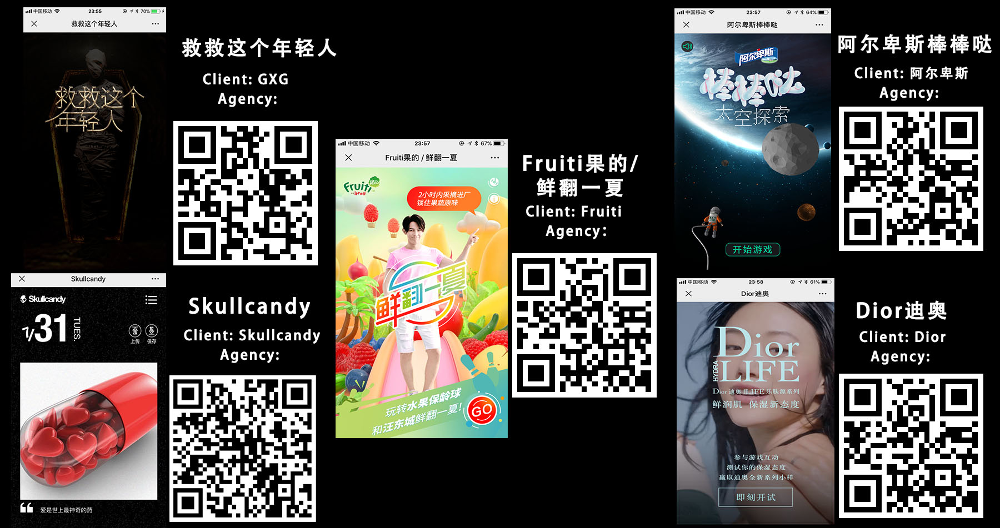 中国移动 23:55 70%
救救这个年轻人
救救这个
年轻人
救救这个年轻人
Client: GXG
Agency:
Skullcandy
Skullcandy
7/31 TUES.
上传 保存
爱是世上最神奇的药
Skullcandy
Client: Skullcandy
Agency:
中国移动 23:57 67%
Fruiti果的 / 鲜翻一夏
Fruiti 果的
INVO
2小时内采摘进厂
锁住果蔬原味
鲜翻一夏
玩转水果保龄球
和汪东城鲜翻一夏!
GO
Fruiti果的/
鲜翻一夏
Client: Fruiti
Agency:
中国移动 23:57 64%
阿尔卑斯棒棒哒
阿尔卑斯
棒棒哒
太空探索
开始游戏
阿尔卑斯棒棒哒
Client: 阿尔卑斯
Agency:
中国移动 23:58 61%
Dior迪奥
Dior
HYDRA LIFE
Dior 迪奥 LIFE乐肤源系列
鲜润肌 保湿新态度
参与游戏互动
测试你的保湿态度
赢取迪奥全新系列小样
即刻开试
Dior迪奥
Client: Dior
Agency: